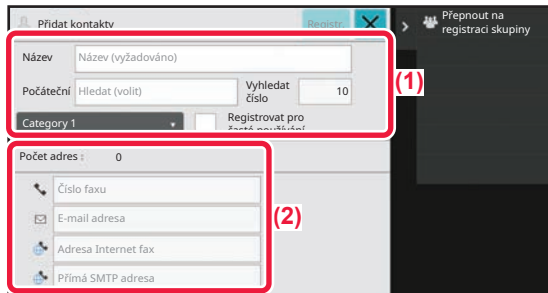 Přidat kontakty
Registr.
Přepnout na
registraci skupiny
Název
Název (vyžadováno)
(1)
Počáteční
Hledat (volit)
Vyhledat
číslo
10
Category 1
Registrovat pro
časté používání
Počet adres :
0
Číslo faxu
E-mail adresa
(2)
Adresa Internet fax
Přímá SMTP adresa